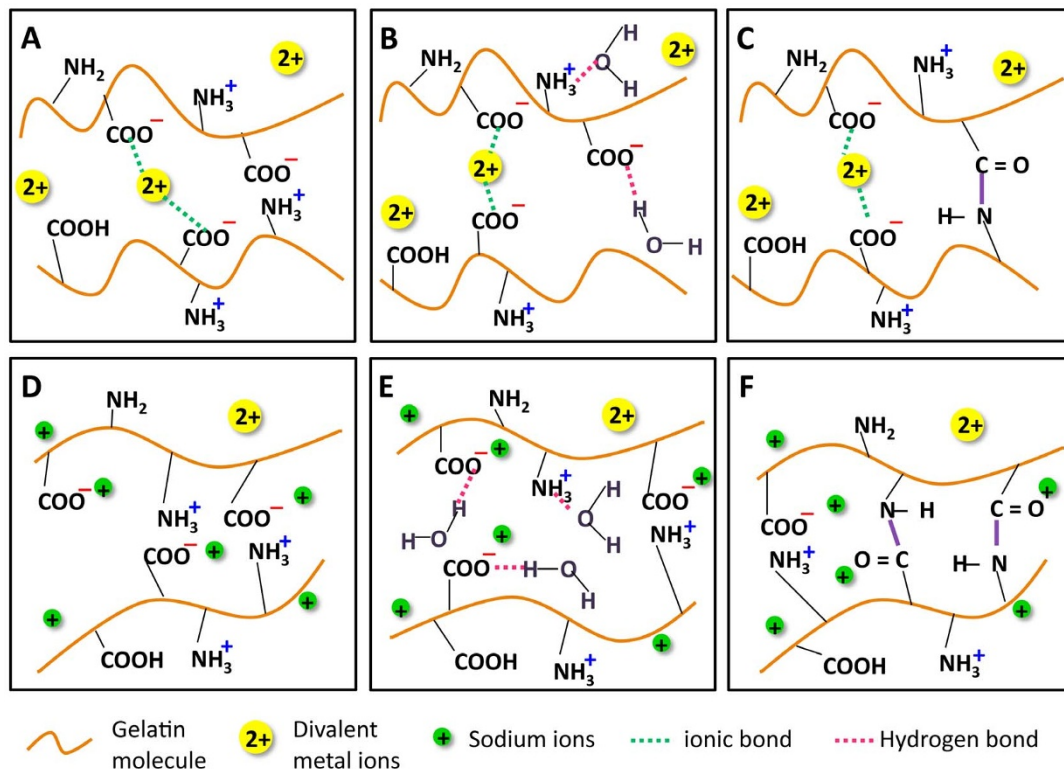 A
2+
NH₂
NH₃⁺
COO⁻
COO⁻
2+
2+
NH₃⁺
COOH
COO⁻
NH₃⁺
B
H
O
2+
NH₂
NH₃⁺
H
COO⁻
COO⁻
2+
2+
H
COO⁻
O
H
COOH
NH₃⁺
C
NH₃⁺
2+
NH₂
COO⁻
C = O
2+
2+
H
N
COOH
COO⁻
NH₃⁺
D
2+
NH₂
+
COO⁻
+
+
NH₃⁺
COO⁻
COO⁻
+
NH₃⁺
+
+
COOH
NH₃⁺
E
+
2+
NH₂
+
COO⁻
+
NH₃⁺
H
COO⁻
H
O
H
O
H
+
NH₃⁺
COO⁻
H
O
H
+
+
COOH
NH₃⁺
F
2+
+
NH₂
+
COO⁻
+
N
H
C = O
NH₃⁺
O = C
H
N
+
+
+
COOH
NH₃⁺
Gelatin
molecule
2+
Divalent
metal ions
+
Sodium ions
ionic bond
Hydrogen bond